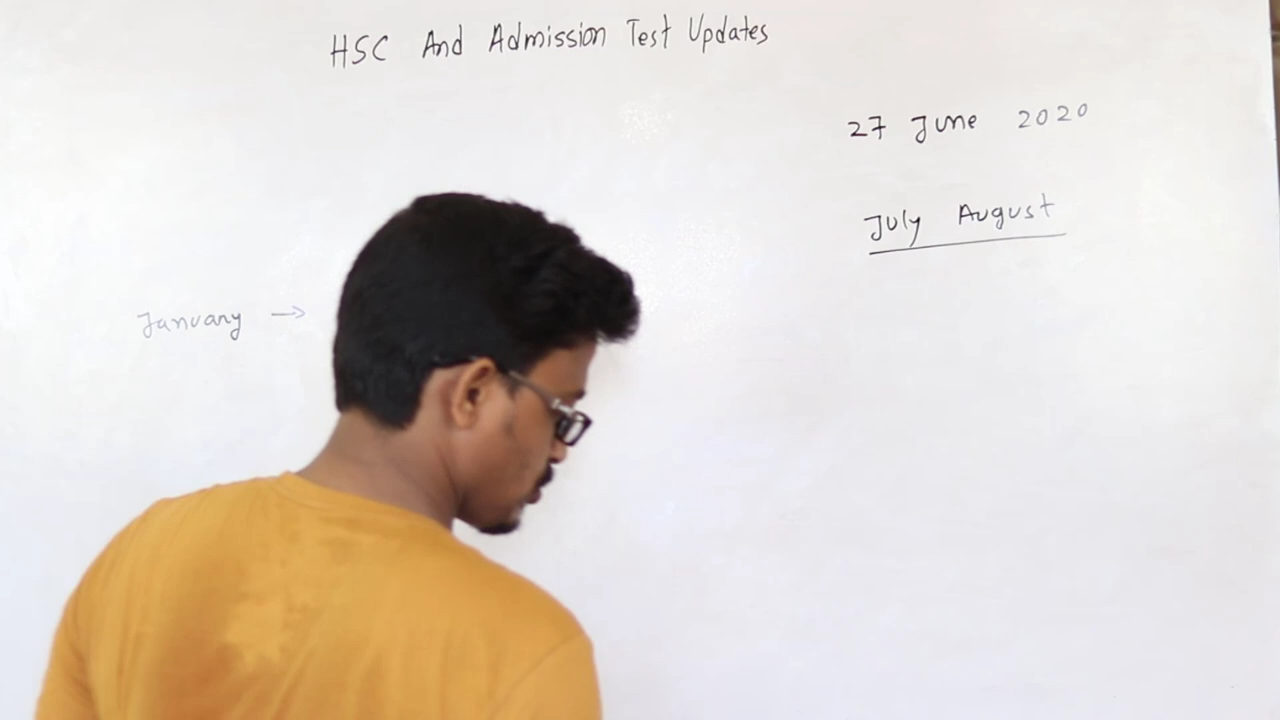 HSC And Admission Test Updates
27 June 2020
July August
January →